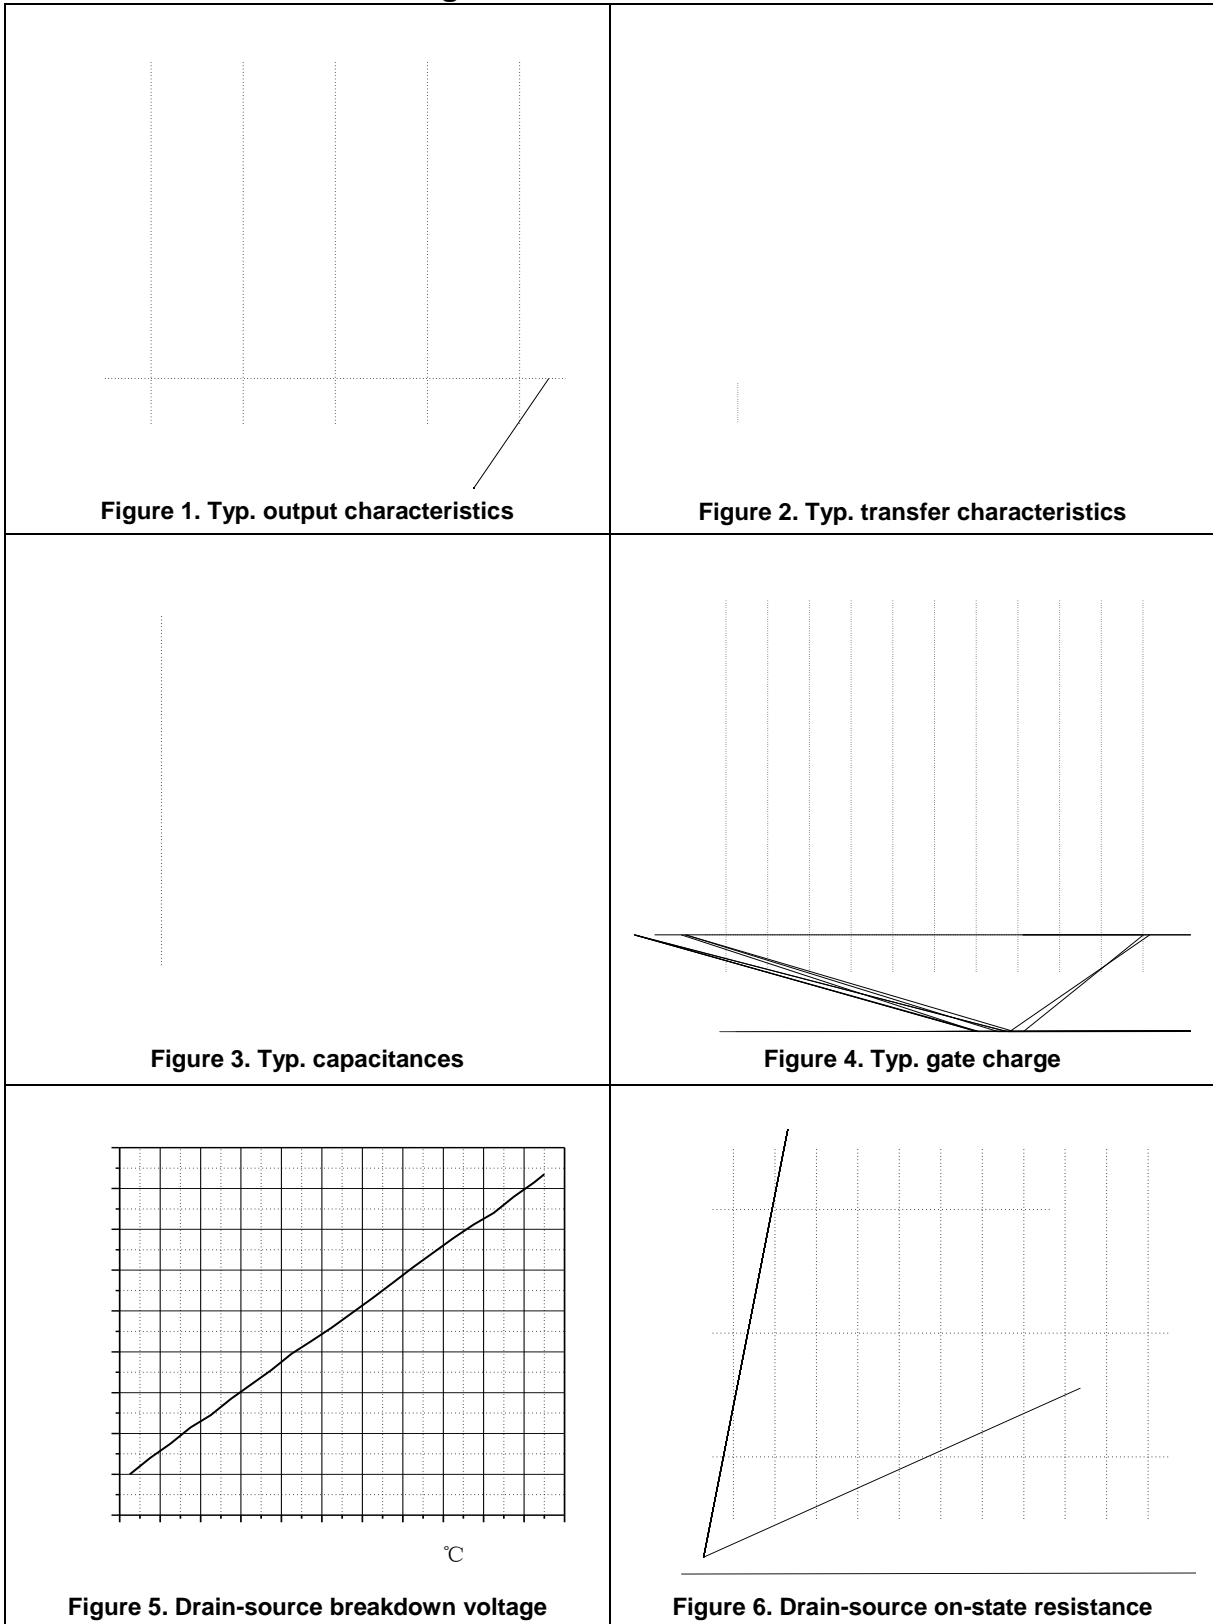 Figure 1. Typ. output characteristics
Figure 2. Typ. transfer characteristics
Figure 3. Typ. capacitances
Figure 4. Typ. gate charge
℃
Figure 5. Drain-source breakdown voltage
Figure 6. Drain-source on-state resistance